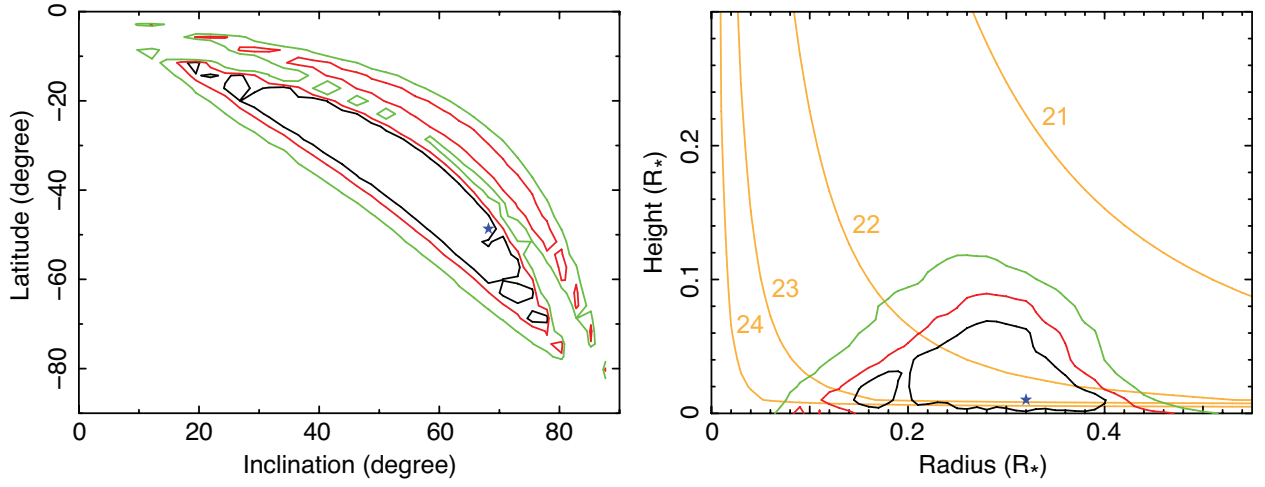 0
−20
−40
−60
−80
Latitude (degree)
0 20 40 60 80
Inclination (degree)
0.2
0.1
0
Height (R*)
21
22
23
24
0 0.2 0.4
Radius (R*)